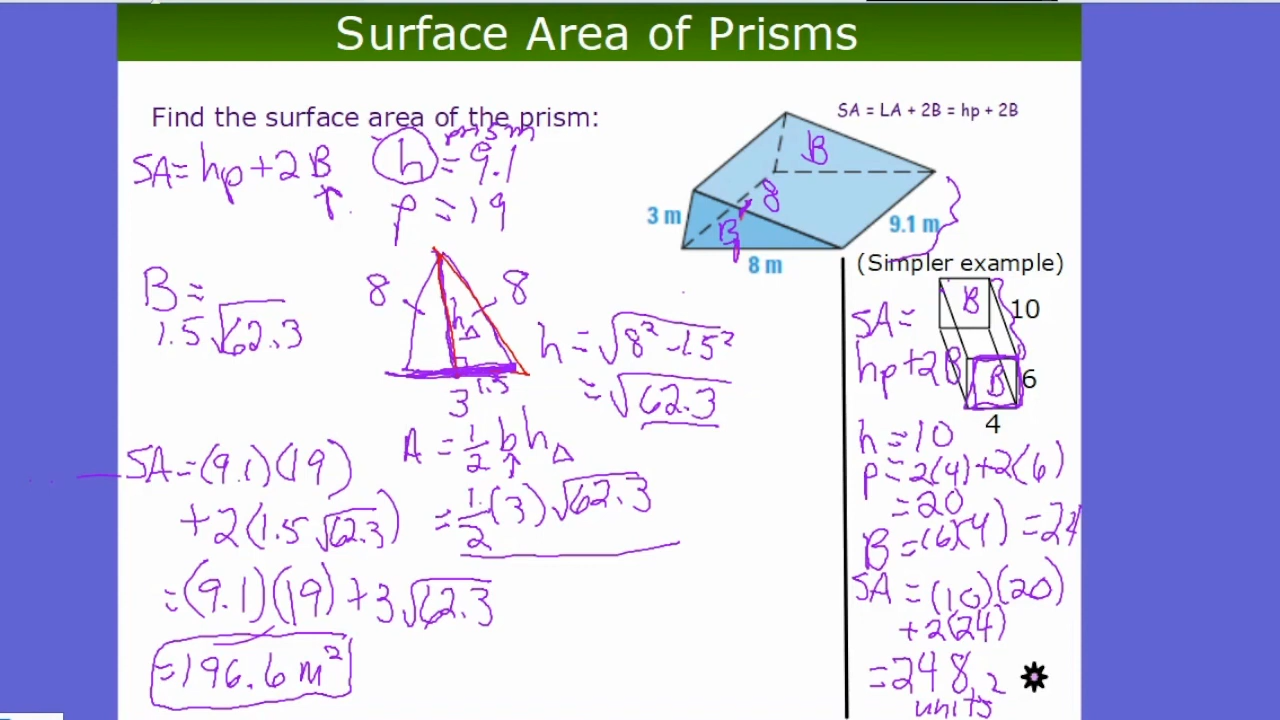 Surface Area of Prisms
Find the surface area of the prism:
SA = LA + 2B = hp + 2B
SA = hp + 2B
h prism = 9.1
p = 19
B
8
B
3 m
9.1 m
8 m
B =
1.5√62.3
8
8
h△
3
1.5
h = √8² - 1.5²
= √62.3
A = 1/2 b h△
= 1/2 (3) √62.3
SA = (9.1)(19)
+ 2(1.5 √62.3)
= (9.1)(19) + 3√62.3
= 196.6 m²
(Simpler example)
B
10
B
6
4
SA =
hp + 2B
h = 10
p = 2(4) + 2(6)
= 20
B = (6)(4) = 24
SA = (10)(20)
+ 2(24)
= 248 units²